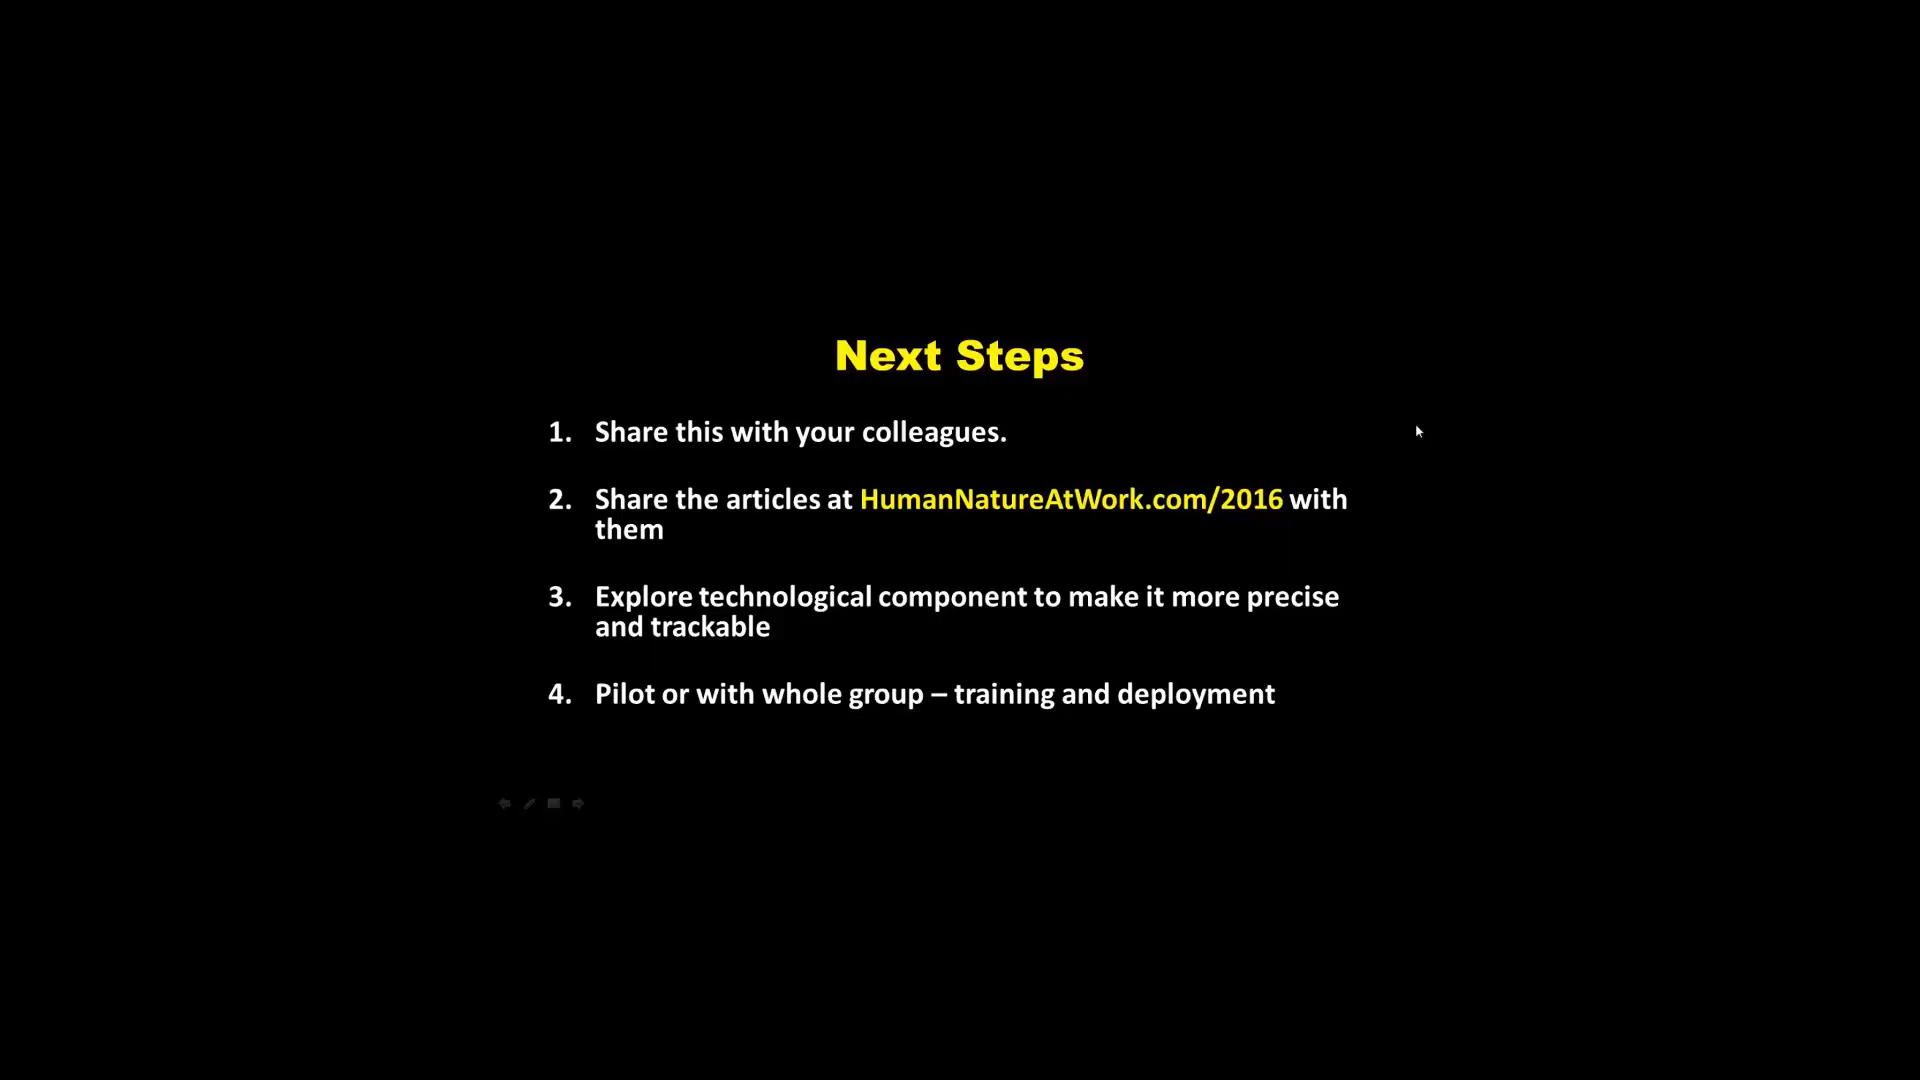 Next Steps
1. Share this with your colleagues.
2. Share the articles at HumanNatureAtWork.com/2016 with
them
3. Explore technological component to make it more precise
and trackable
4. Pilot or with whole group – training and deployment